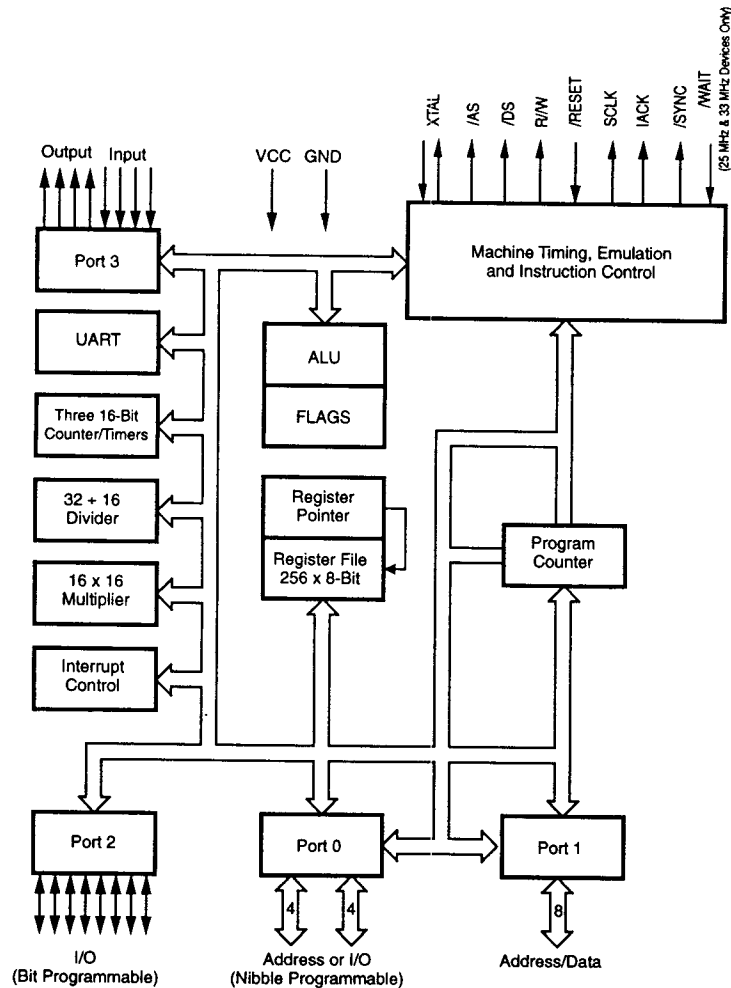 XTAL
/AS
/DS
R//W
/RESET
SCLK
IACK
/SYNC
/WAIT
(25 MHz & 33 MHz Devices Only)
Output
Input
VCC
GND
Port 3
Machine Timing, Emulation
and Instruction Control
UART
ALU
FLAGS
Three 16-Bit
Counter/Timers
32 ÷ 16
Divider
Register
Pointer
Register File
256 x 8-Bit
Program
Counter
16 x 16
Multiplier
Interrupt
Control
Port 2
Port 0
Port 1
4
4
8
I/O
(Bit Programmable)
Address or I/O
(Nibble Programmable)
Address/Data